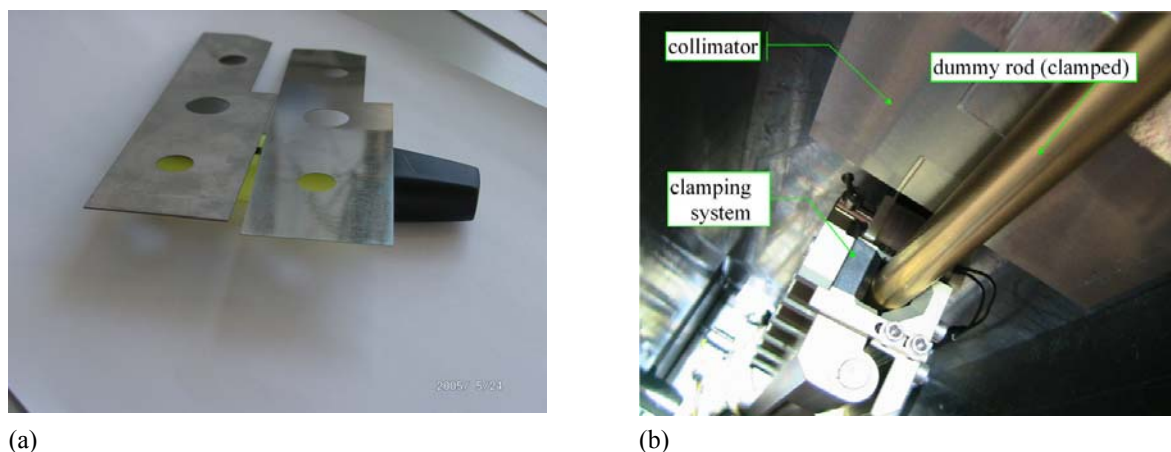 collimator
dummy rod (clamped)
clamping
system
2005/ 5/24
(a)
(b)